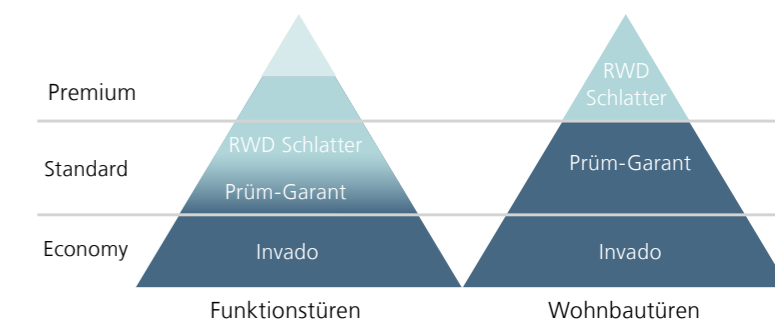 Premium
RWD
Schlatter
Standard
RWD Schlatter
Prüm-Garant
Prüm-Garant
Economy
Invado
Invado
Funktionstüren
Wohnbautüren